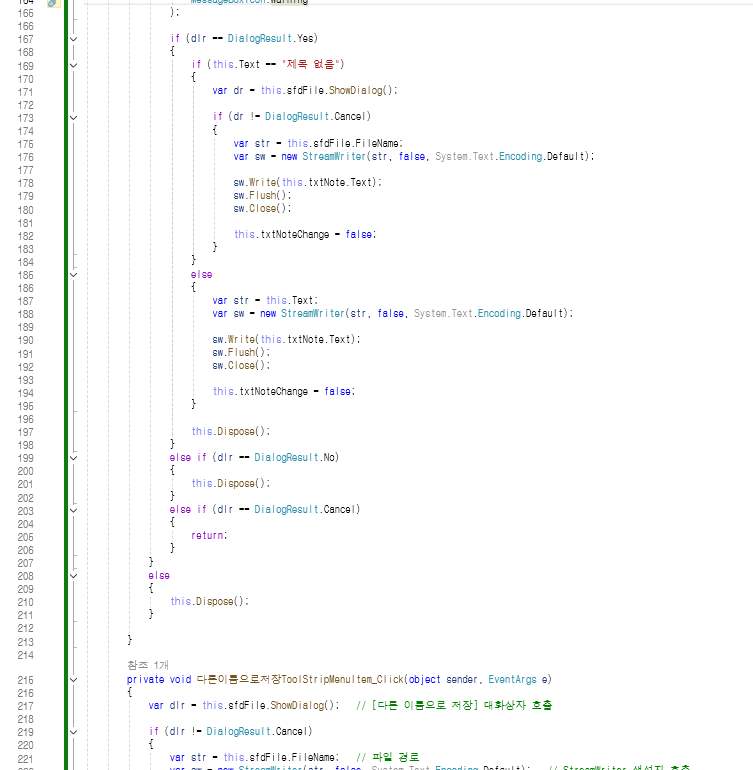 164 MessageBoxIcon.Warning
165 );
166
167 if (dlr == DialogResult.Yes)
168 {
169 if (this.Text == "제목 없음")
170 {
171 var dr = this.sfdFile.ShowDialog();
172
173 if (dr != DialogResult.Cancel)
174 {
175 var str = this.sfdFile.FileName;
176 var sw = new StreamWriter(str, false, System.Text.Encoding.Default);
177
178 sw.Write(this.txtNote.Text);
179 sw.Flush();
180 sw.Close();
181
182 this.txtNoteChange = false;
183 }
184 }
185 else
186 {
187 var str = this.Text;
188 var sw = new StreamWriter(str, false, System.Text.Encoding.Default);
189
190 sw.Write(this.txtNote.Text);
191 sw.Flush();
192 sw.Close();
193
194 this.txtNoteChange = false;
195 }
196
197 this.Dispose();
198 }
199 else if (dlr == DialogResult.No)
200 {
201 this.Dispose();
202 }
203 else if (dlr == DialogResult.Cancel)
204 {
205 return;
206 }
207 }
208 else
209 {
210 this.Dispose();
211 }
212
213 }
214
참조 1개
215 private void 다른이름으로저장ToolStripMenuItem_Click(object sender, EventArgs e)
216 {
217 var dlr = this.sfdFile.ShowDialog(); // [다른 이름으로 저장] 대화상자 호출
218
219 if (dlr != DialogResult.Cancel)
220 {
221 var str = this.sfdFile.FileName; // 파일 경로
var sw = new StreamWriter(str, false, System.Text.Encoding.Default); // StreamWriter 생성자 호출